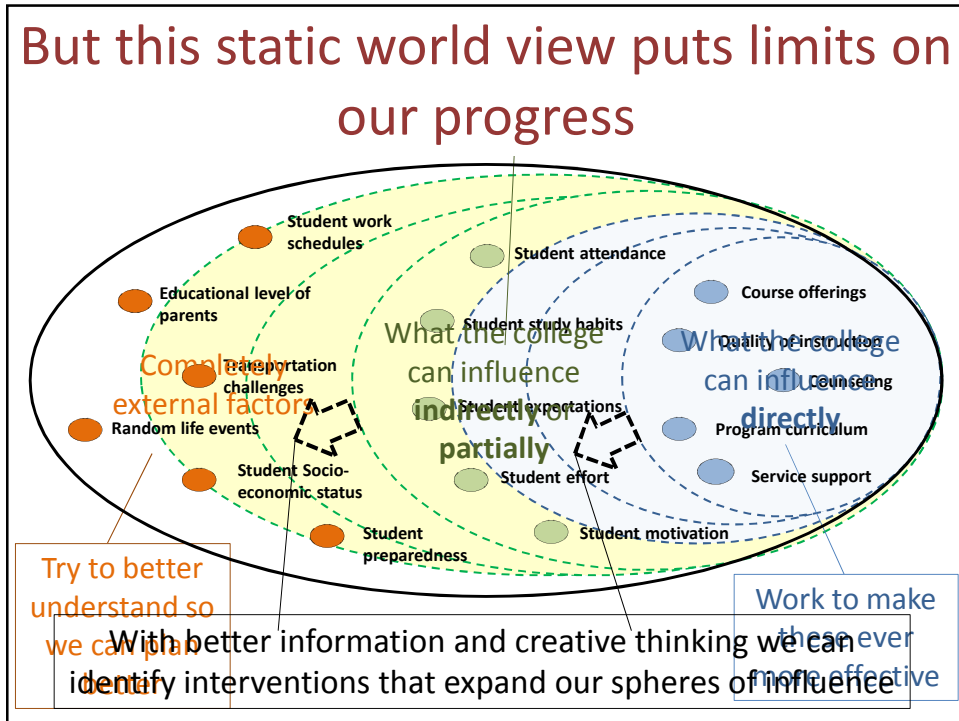 But this static world view puts limits on
our progress
Student work
schedules
Student attendance
Educational level of
parents
Course offerings
Student study habits
Quality of instruction
Transportation
challenges
Counseling
Student expectations
Random life events
Program curriculum
Student Socio-
economic status
Student effort
Service support
Student
preparedness
Student motivation
Completely
external factors
What the college
can influence
indirectly or
partially
What the college
can influence
directly
Try to better
understand so
we can plan
better
Work to make
these ever
more effective
With better information and creative thinking we can
identify interventions that expand our spheres of influence